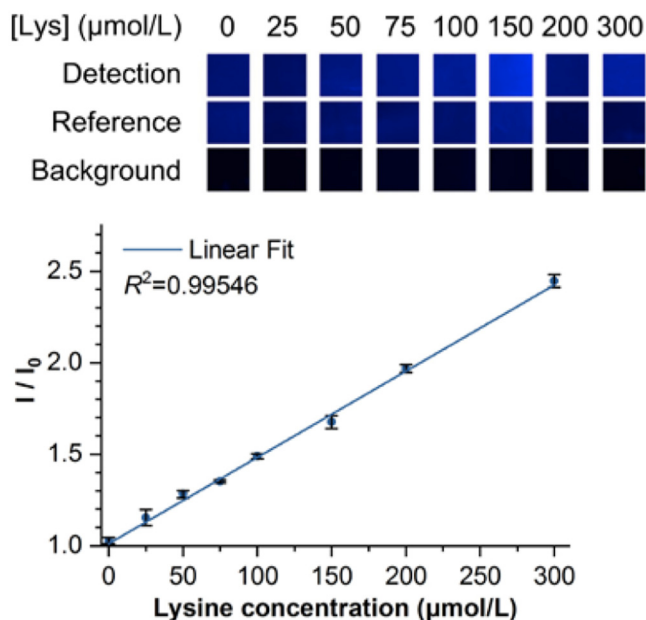 [Lys] (μmol/L) 0 25 50 75 100 150 200 300
Detection
Reference
Background
Linear Fit
R²=0.99546
I / I₀
2.5
2.0
1.5
1.0
0 50 100 150 200 250 300
Lysine concentration (μmol/L)